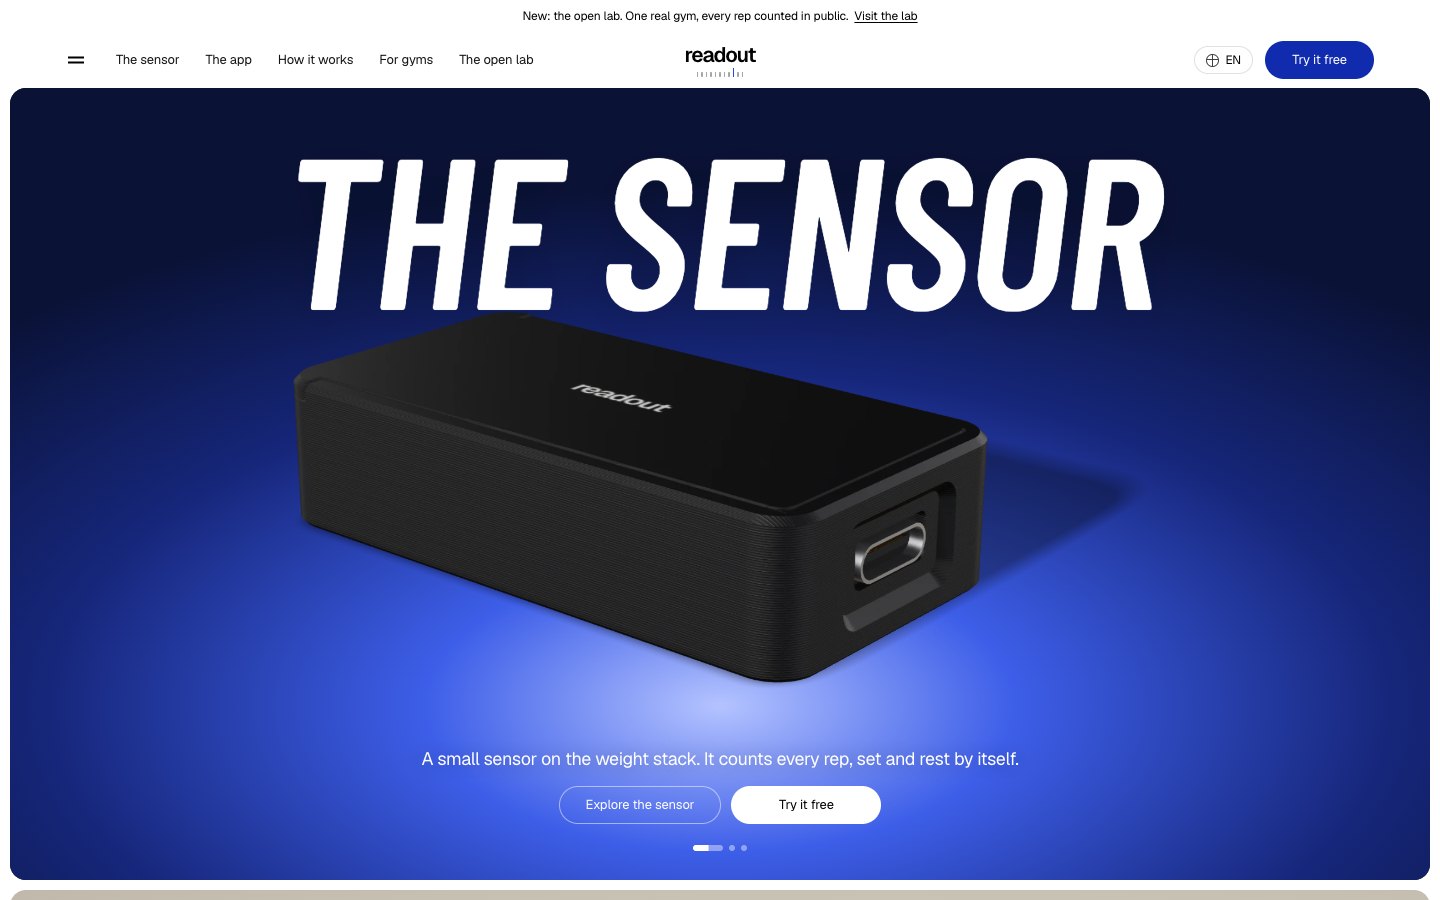 New: the open lab. One real gym, every rep counted in public. Visit the lab
The sensor The app How it works For gyms The open lab
readout
EN
Try it free
THE SENSOR
readout
A small sensor on the weight stack. It counts every rep, set and rest by itself.
Explore the sensor
Try it free